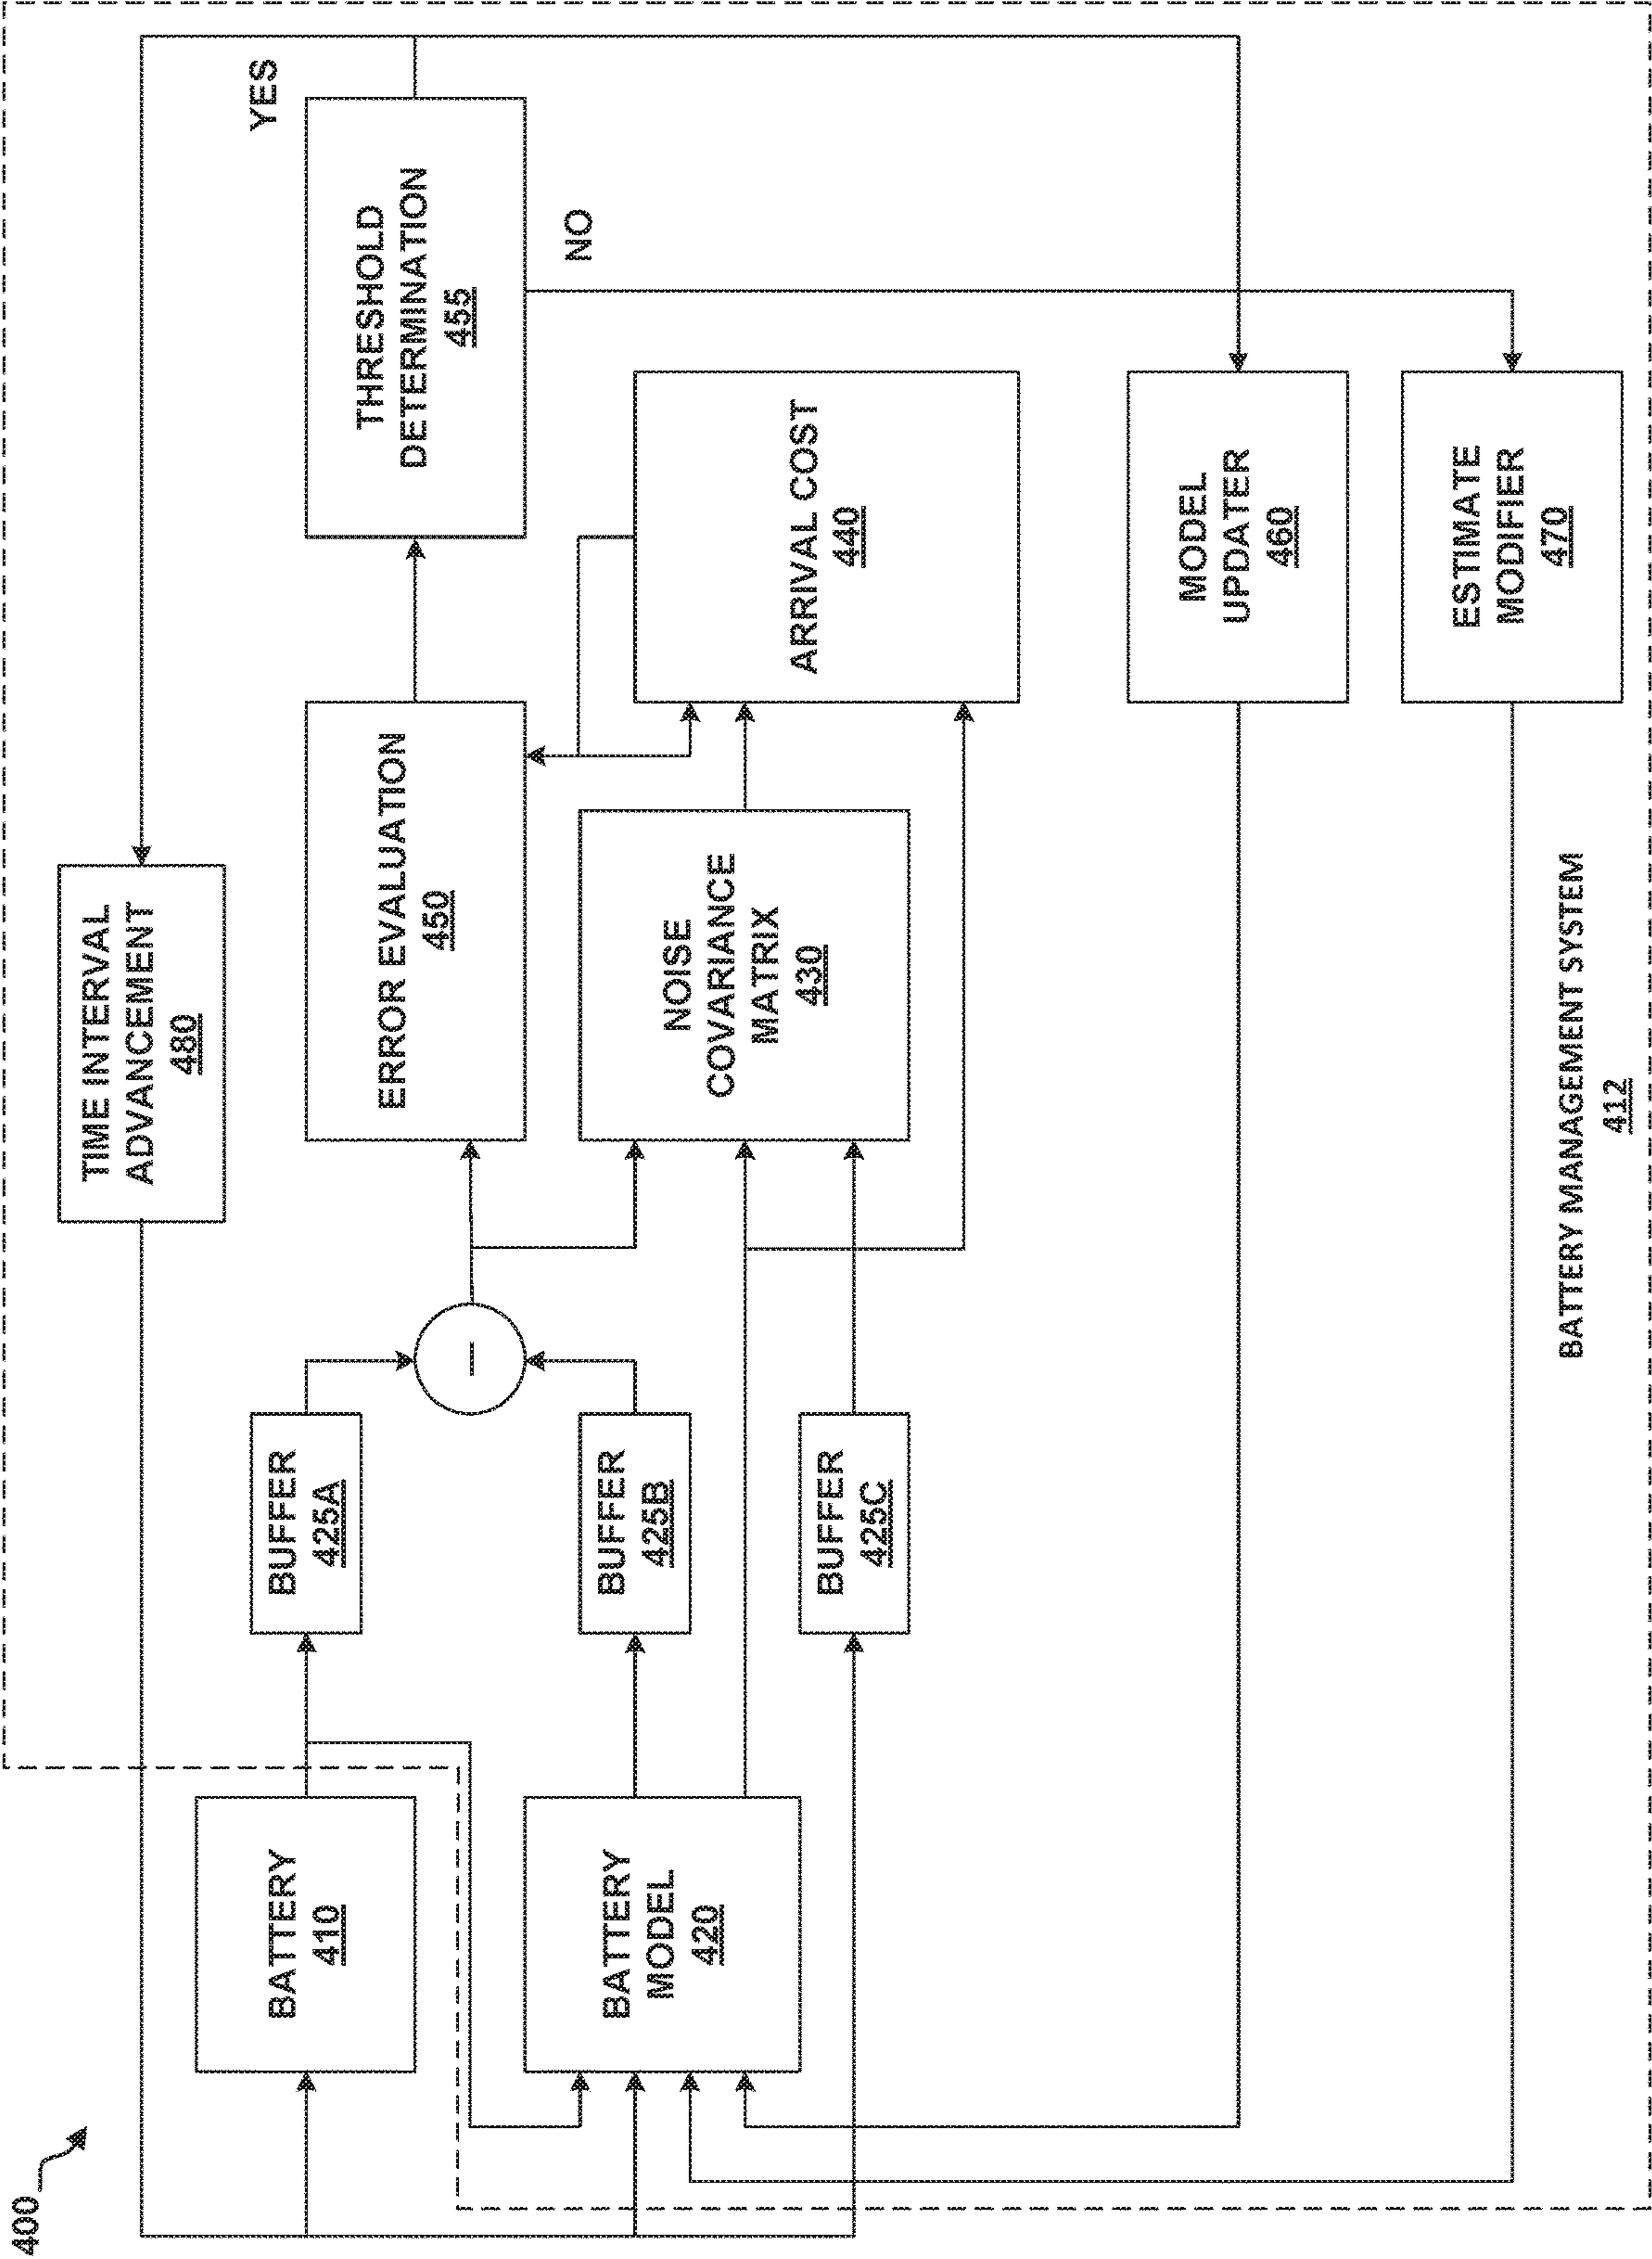 400
TIME INTERVAL
ADVANCEMENT
480
YES
BATTERY
410
BUFFER
425A
ERROR EVALUATION
450
THRESHOLD
DETERMINATION
455
NO
–
BATTERY
MODEL
420
BUFFER
425B
BUFFER
425C
NOISE
COVARIANCE
MATRIX
430
ARRIVAL COST
440
MODEL
UPDATER
460
ESTIMATE
MODIFIER
470
BATTERY MANAGEMENT SYSTEM
412